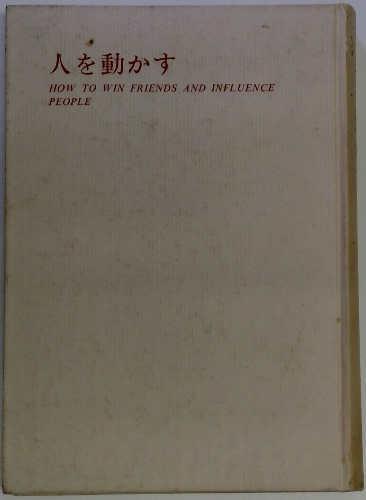 人を動かす
HOW TO WIN FRIENDS AND INFLUENCE
PEOPLE